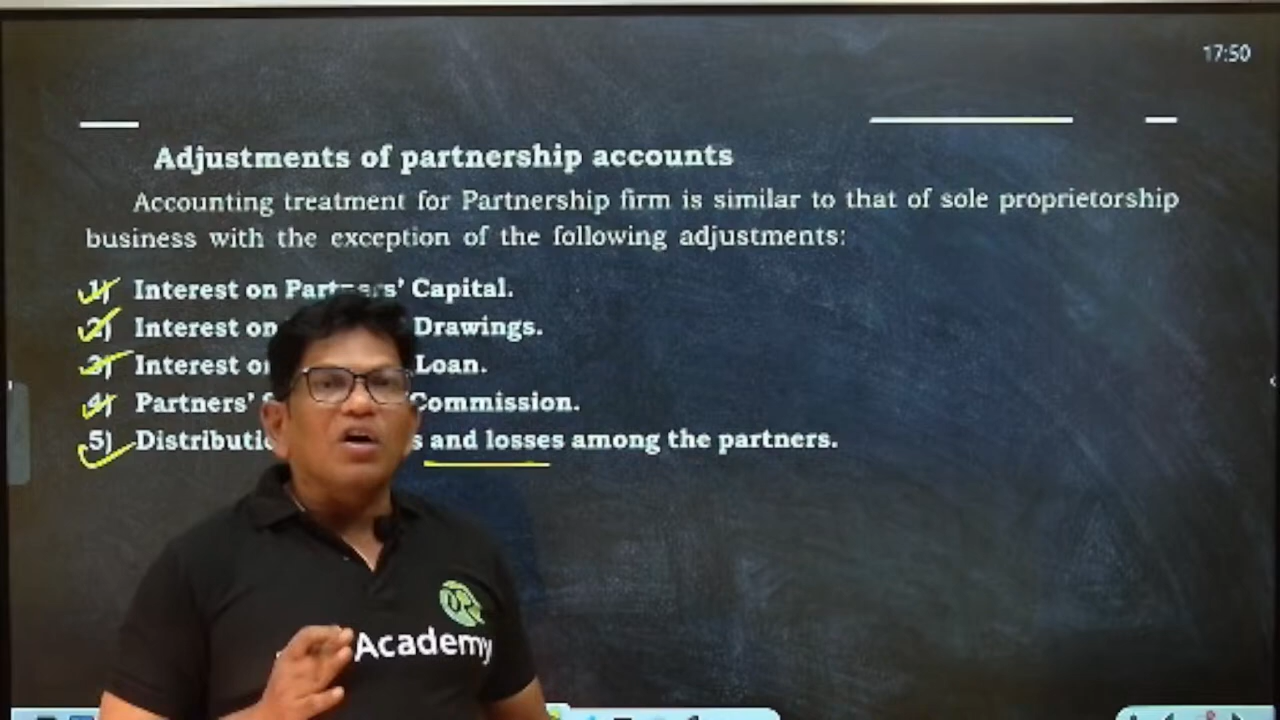 17:50
Adjustments of partnership accounts
Accounting treatment for Partnership firm is similar to that of sole proprietorship
business with the exception of the following adjustments:
1) Interest on Partners' Capital.
2) Interest on Drawings.
3) Interest on Loan.
4) Partners' Commission.
5) and losses among the partners.
Academy